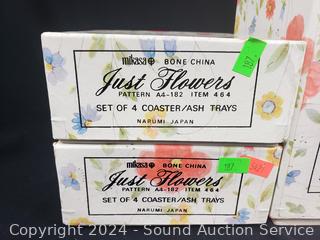 187
mikasa BONE CHINA
Just Flowers
PATTERN A4-182 ITEM 464
SET OF 4 COASTER/ASH TRAYS
NARUMI JAPAN
187
mikasa BONE CHINA
Just Flowers
PATTERN A4-182 ITEM 464
SET OF 4 COASTER/ASH TRAYS
NARUMI JAPAN
Copyright 2024 - Sound Auction Service